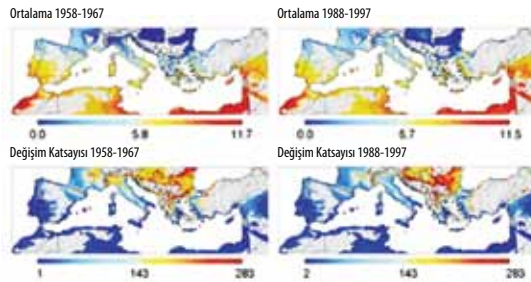 Ortalama 1958-1967
Ortalama 1988-1997
0.0 5.8 11.7
0.0 5.7 11.5
Değişim Katsayısı 1958-1967
Değişim Katsayısı 1988-1997
1 143 283
2 143 283